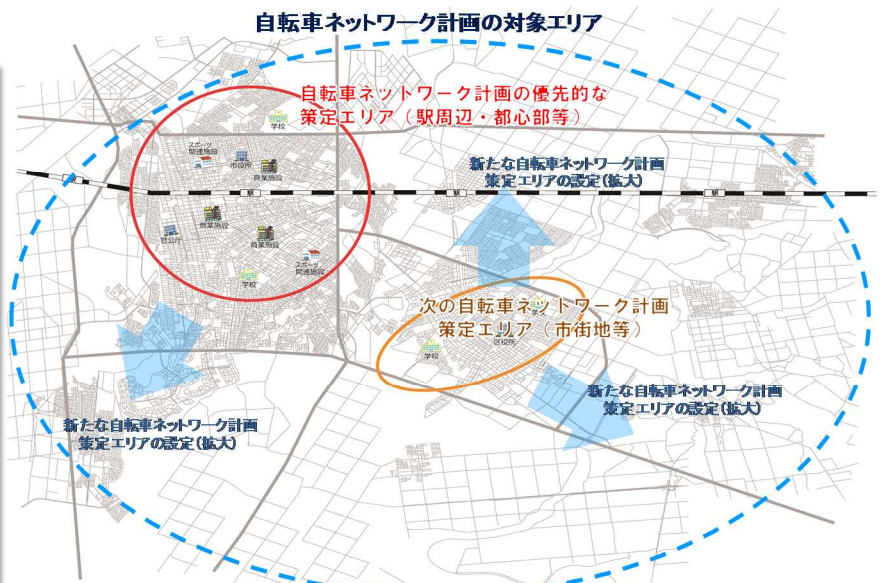 自転車ネットワーク計画の対象エリア
自転車ネットワーク計画の優先的な
策定エリア（駅周辺・都心部等）
学校
スポーツ
関連施設
市役所
商業施設
新たな自転車ネットワーク計画
策定エリアの設定(拡大)
駅
駅
駅
駅
商業施設
官公庁
商業施設
スポーツ
関連施設
学校
次の自転車ネットワーク計画
策定エリア（市街地等）
学校
区役所
新たな自転車ネットワーク計画
策定エリアの設定(拡大)
新たな自転車ネットワーク計画
策定エリアの設定(拡大)